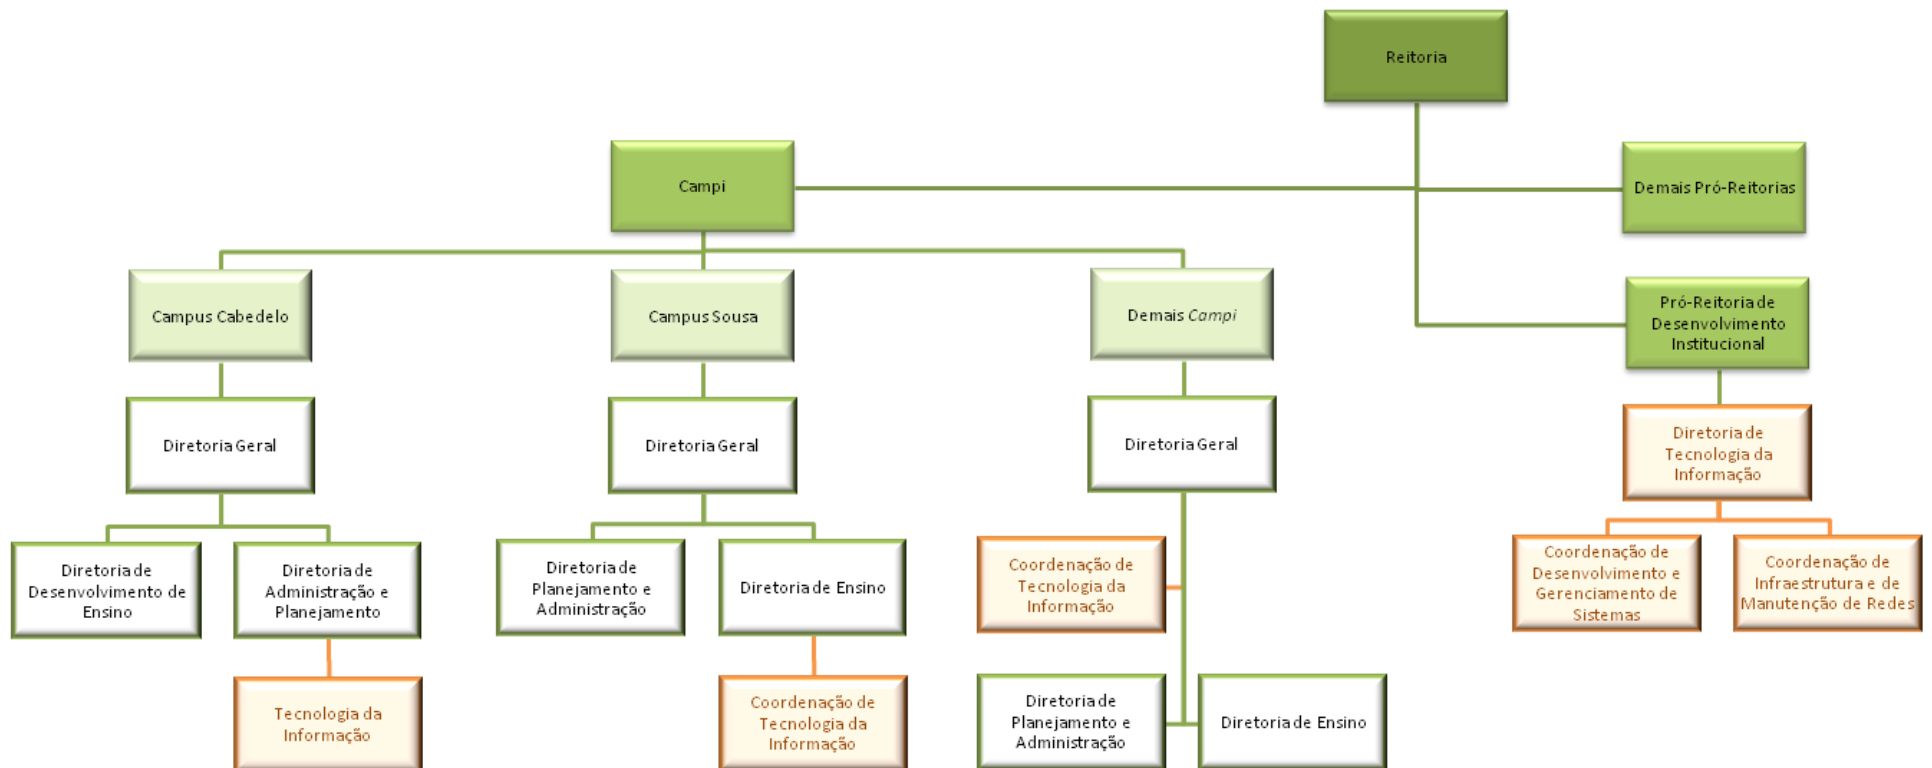 Reitoria
Campi
Demais Pró-Reitorias
Campus Cabedelo
Campus Sousa
Demais Campi
Pró-Reitoria de
Desenvolvimento
Institucional
Diretoria Geral
Diretoria Geral
Diretoria Geral
Diretoria de
Tecnologia da
Informação
Diretoria de
Desenvolvimento de
Ensino
Diretoria de
Administração e
Planejamento
Diretoria de
Planejamento e
Administração
Diretoria de Ensino
Coordenação de
Tecnologia da
Informação
Coordenação de
Desenvolvimento e
Gerenciamento de
Sistemas
Coordenação de
Infraestrutura e de
Manutenção de Redes
Tecnologia da
Informação
Coordenação de
Tecnologia da
Informação
Diretoria de
Planejamento e
Administração
Diretoria de Ensino